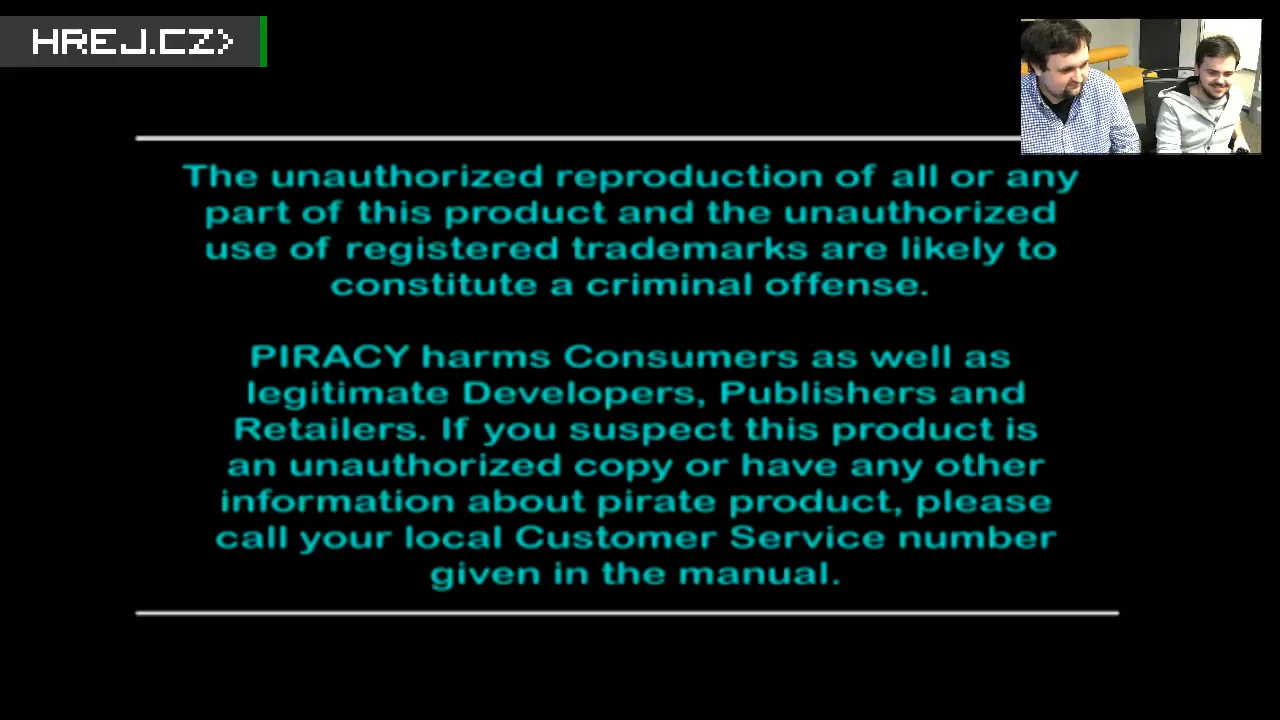 HREJ.CZ>
The unauthorized reproduction of all or any
part of this product and the unauthorized
use of registered trademarks are likely to
constitute a criminal offense.
PIRACY harms Consumers as well as
legitimate Developers, Publishers and
Retailers. If you suspect this product is
an unauthorized copy or have any other
information about pirate product, please
call your local Customer Service number
given in the manual.